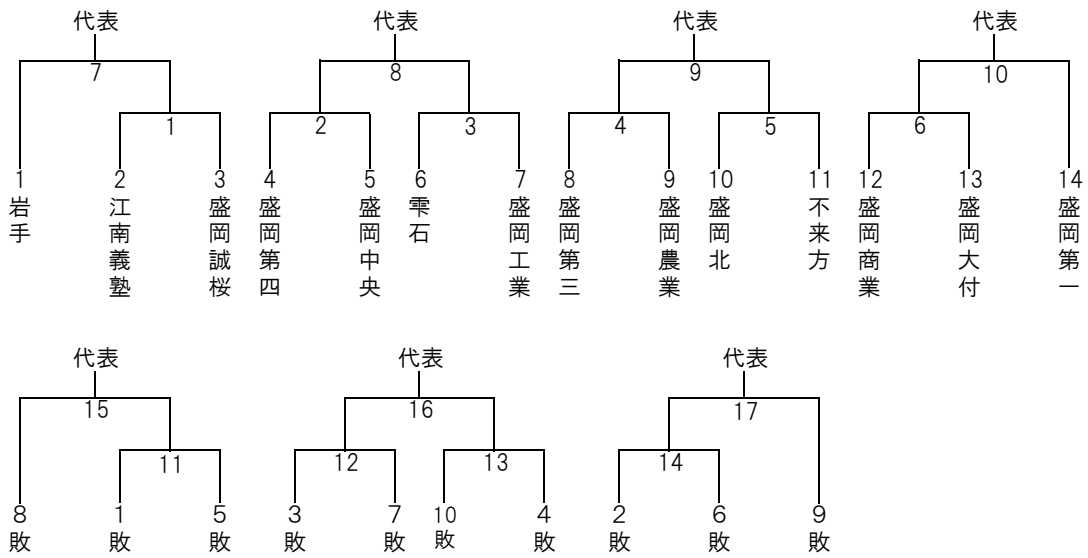 代表 代表 代表 代表
7 8 9 10
1 2 3 4 5 6
1 2 3 4 5 6 7 8 9 10 11 12 13 14
岩手
江南義塾
盛岡誠桜
盛岡第四
盛岡中央
雫石
盛岡工業
盛岡第三
盛岡農業
盛岡北
不来方
盛岡商業
盛岡大付
盛岡第一
代表 代表 代表
15 16 17
11 12 13 14
8 1 5 3 7 10 4 2 6 9
敗 敗 敗 敗 敗 敗 敗 敗 敗 敗